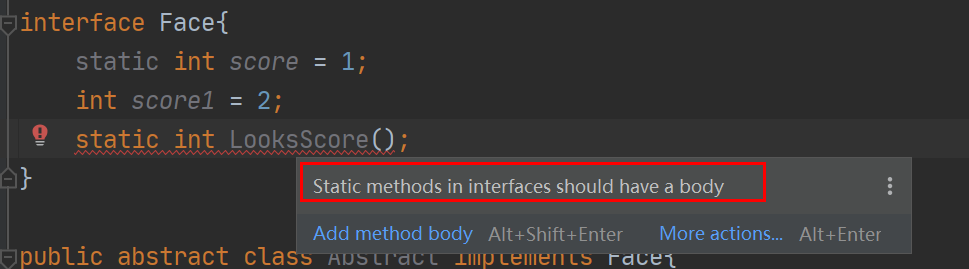 interface Face{
static int score = 1;
int score1 = 2;
static int LooksScore();
}
Static methods in interfaces should have a body
Add method body Alt+Shift+Enter More actions... Alt+Enter
public abstract class Abstract implements Face{